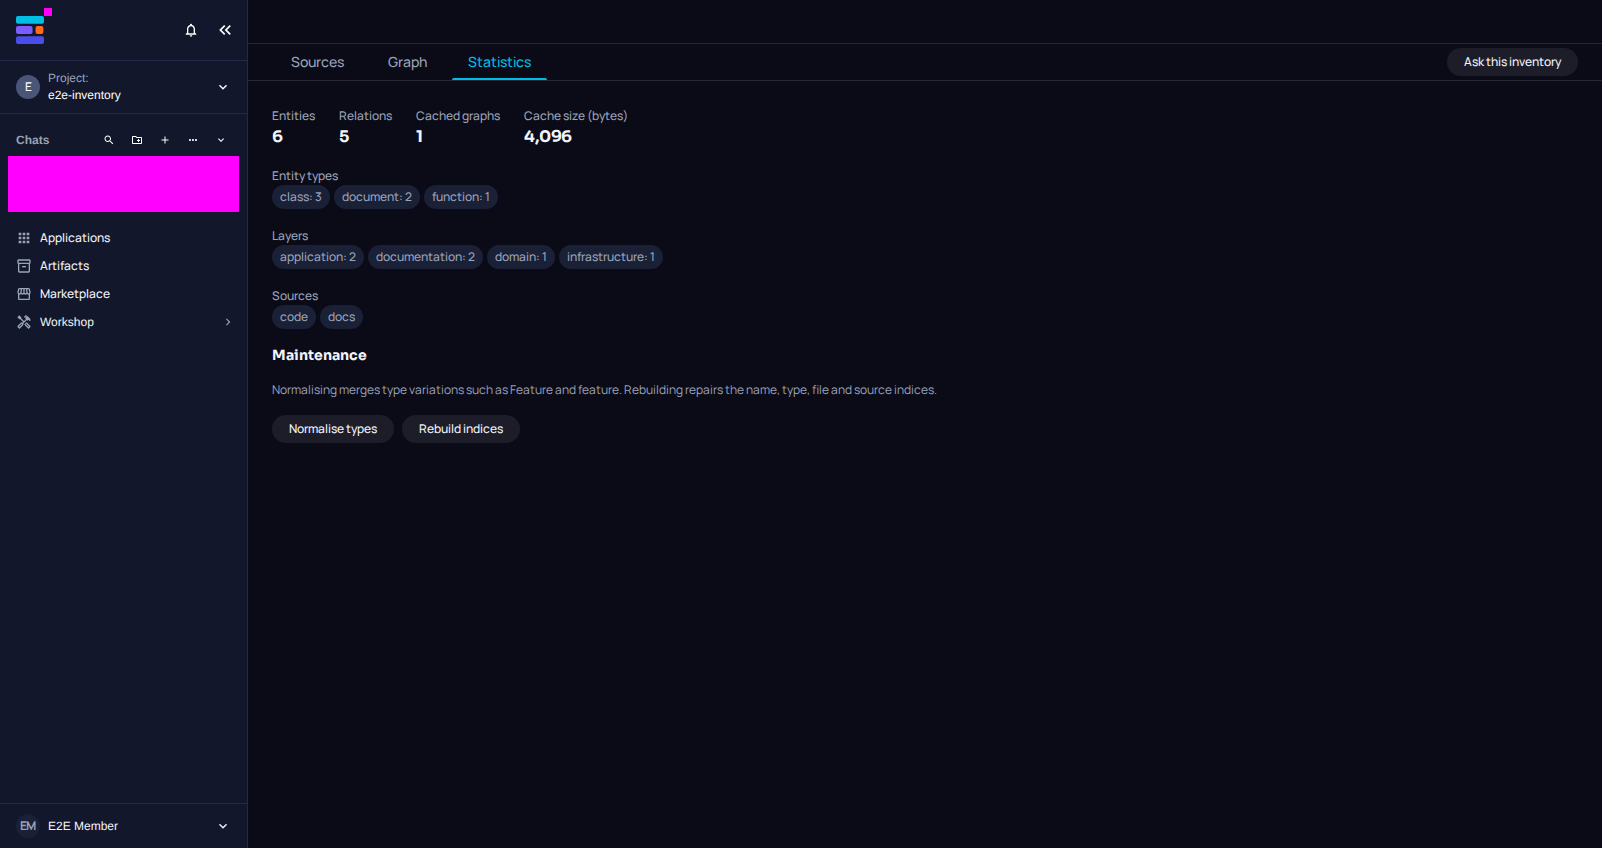 Project:
E
e2e-inventory
Chats
Applications
Artifacts
Marketplace
Workshop
EM
E2E Member
Sources Graph Statistics
Ask this inventory
Entities Relations Cached graphs Cache size (bytes)
6 5 1 4,096
Entity types
class: 3 document: 2 function: 1
Layers
application: 2 documentation: 2 domain: 1 infrastructure: 1
Sources
code docs
Maintenance
Normalising merges type variations such as Feature and feature. Rebuilding repairs the name, type, file and source indices.
Normalise types Rebuild indices